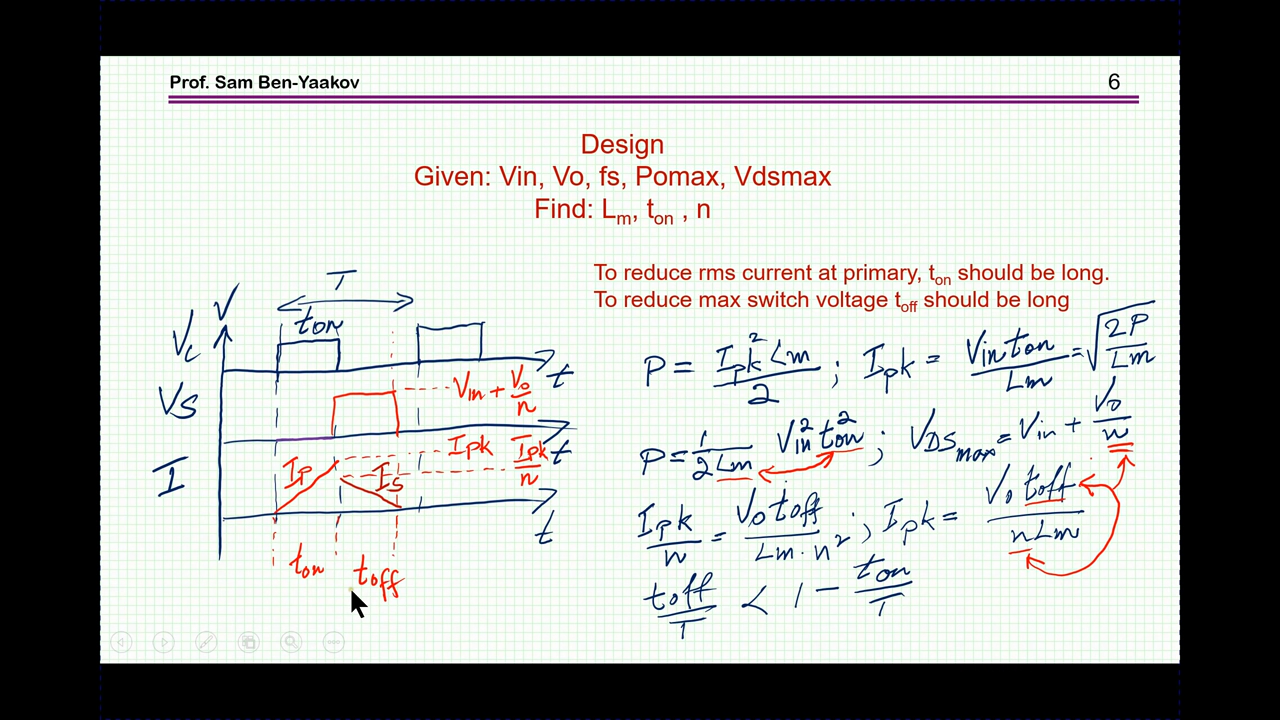 Prof. Sam Ben-Yaakov 6
Design
Given: Vin, Vo, fs, Pomax, Vdsmax
Find: Lm, ton , n
To reduce rms current at primary, ton should be long.
To reduce max switch voltage toff should be long
T
V
Vc ton t
Vs Vin + Vo/n t
I Ip Is Ipk Ipk/n t
ton toff
P = Ipk² Lm / 2 ; Ipk = Vin ton / Lm = √(2P / Lm)
P = 1 / 2Lm Vin² ton² ; VDSmax = Vin + Vo / n
Ipk / n = Vo toff / Lm · n² ; Ipk = Vo toff / n Lm
toff / T < 1 − ton / T